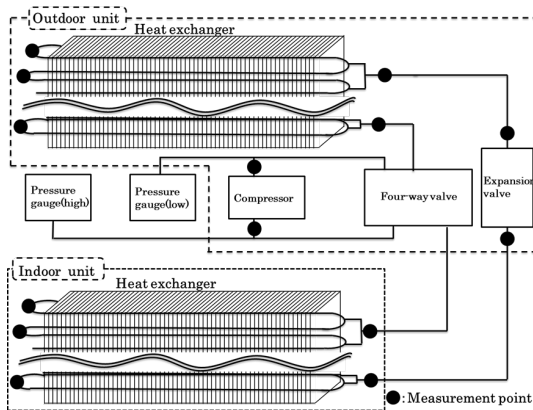 Outdoor unit
Heat exchanger
Pressure
gauge(high)
Pressure
gauge(low)
Compressor
Four-way valve
Expansion
valve
Indoor unit
Heat exchanger
: Measurement point